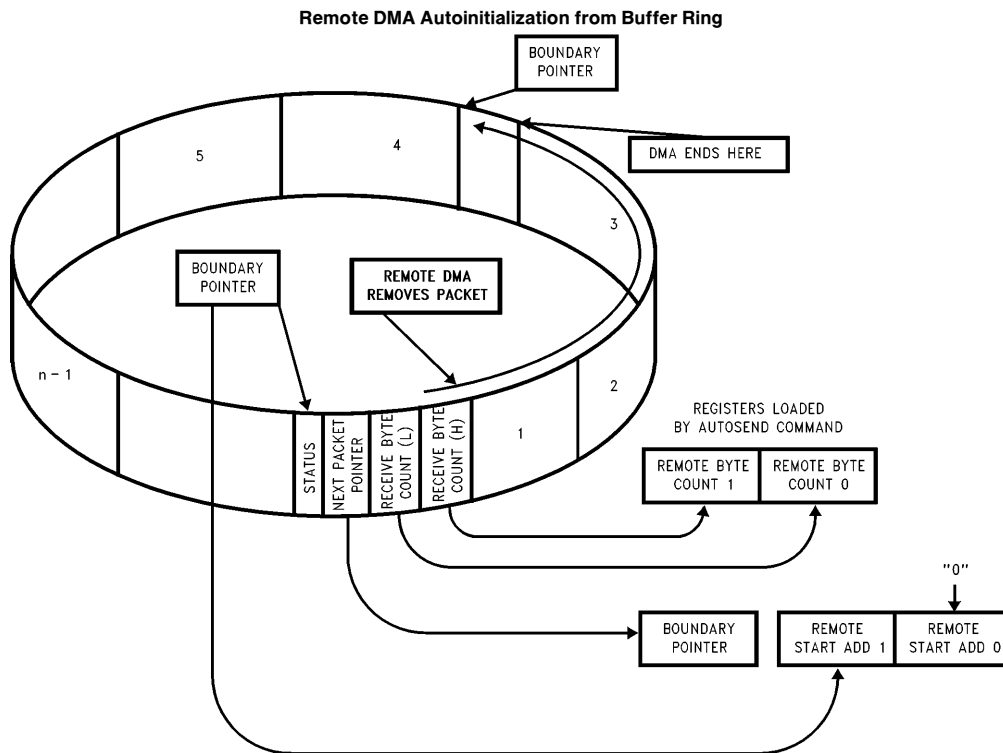 Remote DMA Autoinitialization from Buffer Ring
BOUNDARY
POINTER
DMA ENDS HERE
5
4
3
BOUNDARY
POINTER
REMOTE DMA
REMOVES PACKET
n - 1
2
1
STATUS
NEXT PACKET
POINTER
RECEIVE BYTE
COUNT (L)
RECEIVE BYTE
COUNT (H)
REGISTERS LOADED
BY AUTOSEND COMMAND
REMOTE BYTE
COUNT 1
REMOTE BYTE
COUNT 0
"0"
BOUNDARY
POINTER
REMOTE
START ADD 1
REMOTE
START ADD 0